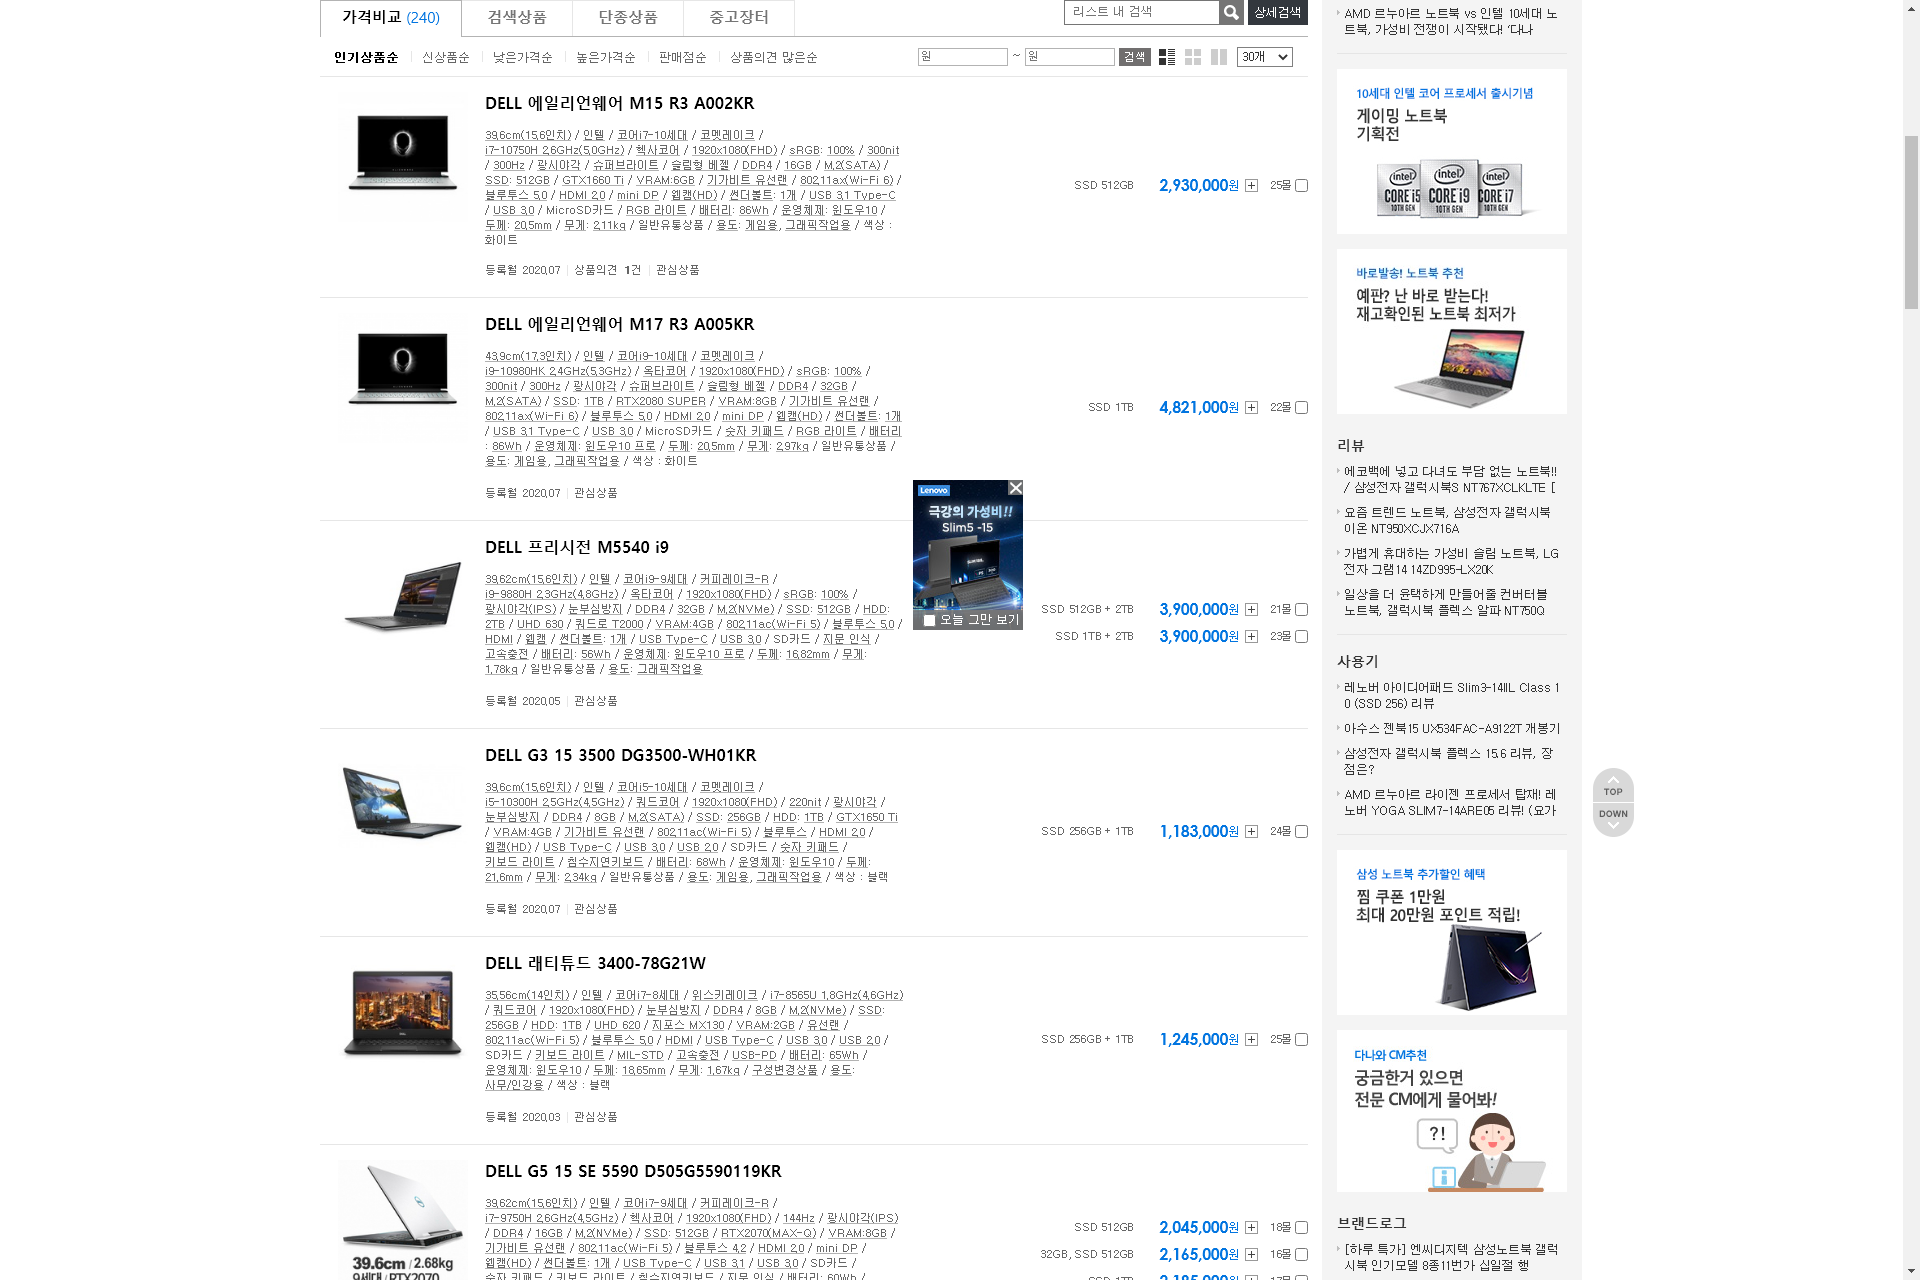 가격비교 (240)
검색상품
단종상품
중고장터
리스트 내 검색
상세검색
인기상품순
신상품순
낮은가격순
높은가격순
판매점순
상품의견 많은순
원 ~ 원 검색
30개
DELL 에일리언웨어 M15 R3 A002KR
39.6cm(15.6인치) / 인텔 / 코어i7-10세대 / 코멧레이크 /
i7-10750H 2.6GHz(5.0GHz) / 헥사코어 / 1920x1080(FHD) / sRGB: 100% / 300nit
/ 300Hz / 광시야각 / 슈퍼브라이트 / 슬림형 베젤 / DDR4 / 16GB / M.2(SATA) /
SSD: 512GB / GTX1660 Ti / VRAM:6GB / 기가비트 유선랜 / 802.11ax(Wi-Fi 6) /
블루투스 5.0 / HDMI 2.0 / mini DP / 웹캠(HD) / 썬더볼트: 1개 / USB 3.1 Type-C
/ USB 3.0 / MicroSD카드 / RGB 라이트 / 배터리: 86Wh / 운영체제: 윈도우10 /
두께: 20.5mm / 무게: 2.11kg / 일반유통상품 / 용도: 게임용, 그래픽작업용 / 색상 :
화이트
등록월 2020.07 상품의견 1건 관심상품
SSD 512GB 2,930,000원 25몰
DELL 에일리언웨어 M17 R3 A005KR
43.9cm(17.3인치) / 인텔 / 코어i9-10세대 / 코멧레이크 /
i9-10980HK 2.4GHz(5.3GHz) / 옥타코어 / 1920x1080(FHD) / sRGB: 100% /
300nit / 300Hz / 광시야각 / 슈퍼브라이트 / 슬림형 베젤 / DDR4 / 32GB /
M.2(SATA) / SSD: 1TB / RTX2080 SUPER / VRAM:8GB / 기가비트 유선랜 /
802.11ax(Wi-Fi 6) / 블루투스 5.0 / HDMI 2.0 / mini DP / 웹캠(HD) / 썬더볼트: 1개
/ USB 3.1 Type-C / USB 3.0 / MicroSD카드 / 숫자 키패드 / RGB 라이트 / 배터리
: 86Wh / 운영체제: 윈도우10 프로 / 두께: 20.5mm / 무게: 2.97kg / 일반유통상품 /
용도: 게임용, 그래픽작업용 / 색상 : 화이트
등록월 2020.07 관심상품
SSD 1TB 4,821,000원 22몰
Lenovo
극강의 가성비!!
Slim5 -15
오늘 그만 보기
DELL 프리시전 M5540 i9
39.62cm(15.6인치) / 인텔 / 코어i9-9세대 / 커피레이크-R /
i9-9880H 2.3GHz(4.8GHz) / 옥타코어 / 1920x1080(FHD) / sRGB: 100% /
광시야각(IPS) / 눈부심방지 / DDR4 / 32GB / M.2(NVMe) / SSD: 512GB / HDD:
2TB / UHD 630 / 쿼드로 T2000 / VRAM:4GB / 802.11ac(Wi-Fi 5) / 블루투스 5.0 /
HDMI / 웹캠 / 썬더볼트: 1개 / USB Type-C / USB 3.0 / SD카드 / 지문 인식 /
고속충전 / 배터리: 56Wh / 운영체제: 윈도우10 프로 / 두께: 16.82mm / 무게:
1.78kg / 일반유통상품 / 용도: 그래픽작업용
등록월 2020.05 관심상품
SSD 512GB + 2TB 3,900,000원 21몰
SSD 1TB + 2TB 3,900,000원 23몰
DELL G3 15 3500 DG3500-WH01KR
39.6cm(15.6인치) / 인텔 / 코어i5-10세대 / 코멧레이크 /
i5-10300H 2.5GHz(4.5GHz) / 쿼드코어 / 1920x1080(FHD) / 220nit / 광시야각 /
눈부심방지 / DDR4 / 8GB / M.2(SATA) / SSD: 256GB / HDD: 1TB / GTX1650 Ti
/ VRAM:4GB / 기가비트 유선랜 / 802.11ac(Wi-Fi 5) / 블루투스 / HDMI 2.0 /
웹캠(HD) / USB Type-C / USB 3.0 / USB 2.0 / SD카드 / 숫자 키패드 /
키보드 라이트 / 침수지연키보드 / 배터리: 68Wh / 운영체제: 윈도우10 / 두께:
21.6mm / 무게: 2.34kg / 일반유통상품 / 용도: 게임용, 그래픽작업용 / 색상 : 블랙
등록월 2020.07 관심상품
SSD 256GB + 1TB 1,183,000원 24몰
DELL 래티튜드 3400-78G21W
35.56cm(14인치) / 인텔 / 코어i7-8세대 / 위스키레이크 / i7-8565U 1.8GHz(4.6GHz)
/ 쿼드코어 / 1920x1080(FHD) / 눈부심방지 / DDR4 / 8GB / M.2(NVMe) / SSD:
256GB / HDD: 1TB / UHD 620 / 지포스 MX130 / VRAM:2GB / 유선랜 /
802.11ac(Wi-Fi 5) / 블루투스 5.0 / HDMI / USB Type-C / USB 3.0 / USB 2.0 /
SD카드 / 키보드 라이트 / MIL-STD / 고속충전 / USB-PD / 배터리: 65Wh /
운영체제: 윈도우10 / 두께: 18.65mm / 무게: 1.67kg / 구성변경상품 / 용도:
사무/인강용 / 색상 : 블랙
등록월 2020.03 관심상품
SSD 256GB + 1TB 1,245,000원 25몰
DELL G5 15 SE 5590 D505G5590119KR
39.62cm(15.6인치) / 인텔 / 코어i7-9세대 / 커피레이크-R /
i7-9750H 2.6GHz(4.5GHz) / 헥사코어 / 1920x1080(FHD) / 144Hz / 광시야각(IPS)
/ DDR4 / 16GB / M.2(NVMe) / SSD: 512GB / RTX2070(MAX-Q) / VRAM:8GB /
기가비트 유선랜 / 802.11ac(Wi-Fi 5) / 블루투스 4.2 / HDMI 2.0 / mini DP /
웹캠(HD) / 썬더볼트: 1개 / USB Type-C / USB 3.1 / USB 3.0 / SD카드 /
숫자 키패드 / 키보드 라이트 / 침수지연키보드 / 지문 인식 / 배터리: 60Wh /
39.6cm / 2.68kg
9세대 / RTX2070
SSD 512GB 2,045,000원 18몰
32GB, SSD 512GB 2,165,000원 16몰
SSD 1TB 2,185,000원 17몰
AMD 르누아르 노트북 vs 인텔 10세대 노
트북, 가성비 전쟁이 시작됐다! '다나
10세대 인텔 코어 프로세서 출시기념
게이밍 노트북
기획전
intel CORE i5 10TH GEN
intel CORE i9 10TH GEN
intel CORE i7 10TH GEN
바로발송! 노트북 추천
예판? 난 바로 받는다!
재고확인된 노트북 최저가
리뷰
에코백에 넣고 다녀도 부담 없는 노트북!!
/ 삼성전자 갤럭시북S NT767XCLKLTE [
요즘 트렌드 노트북, 삼성전자 갤럭시북
이온 NT950XCJX716A
가볍게 휴대하는 가성비 슬림 노트북, LG
전자 그램14 14ZD995-LX20K
일상을 더 윤택하게 만들어줄 컨버터블
노트북, 갤럭시북 플렉스 알파 NT750Q
사용기
레노버 아이디어패드 Slim3-14IIL Class 1
0 (SSD 256) 리뷰
아수스 젠북15 UX534FAC-A9122T 개봉기
삼성전자 갤럭시북 플렉스 15.6 리뷰, 장
점은?
AMD 르누아르 라이젠 프로세서 탑재! 레
노버 YOGA SLIM7-14ARE05 리뷰! (요가
삼성 노트북 추가할인 혜택
찜 쿠폰 1만원
최대 20만원 포인트 적립!
다나와 CM추천
궁금한거 있으면
전문 CM에게 물어봐!
?!
브랜드로그
[하루 특가] 엔씨디지텍 삼성노트북 갤럭
시북 인기모델 8종11번가 십일절 행
TOP
DOWN